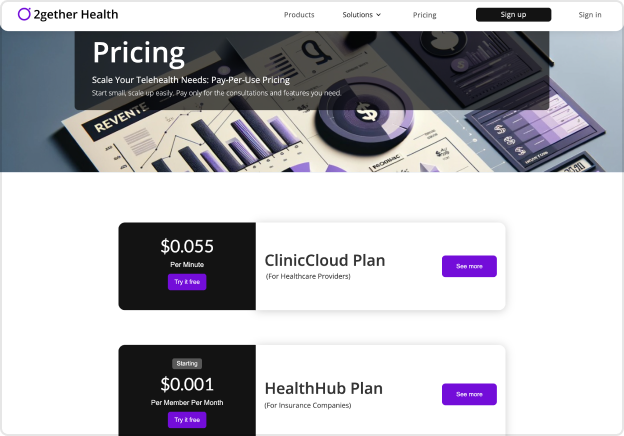 2gether Health
Products
Solutions
Pricing
Sign up
Sign in
Pricing
Scale Your Telehealth Needs: Pay-Per-Use Pricing
Start small, scale up easily. Pay only for the consultations and features you need.
REVENTE
$
$0.055
Per Minute
Try it free
ClinicCloud Plan
(For Healthcare Providers)
See more
Starting
$0.001
Per Member Per Month
Try it free
HealthHub Plan
(For Insurance Companies)
See more